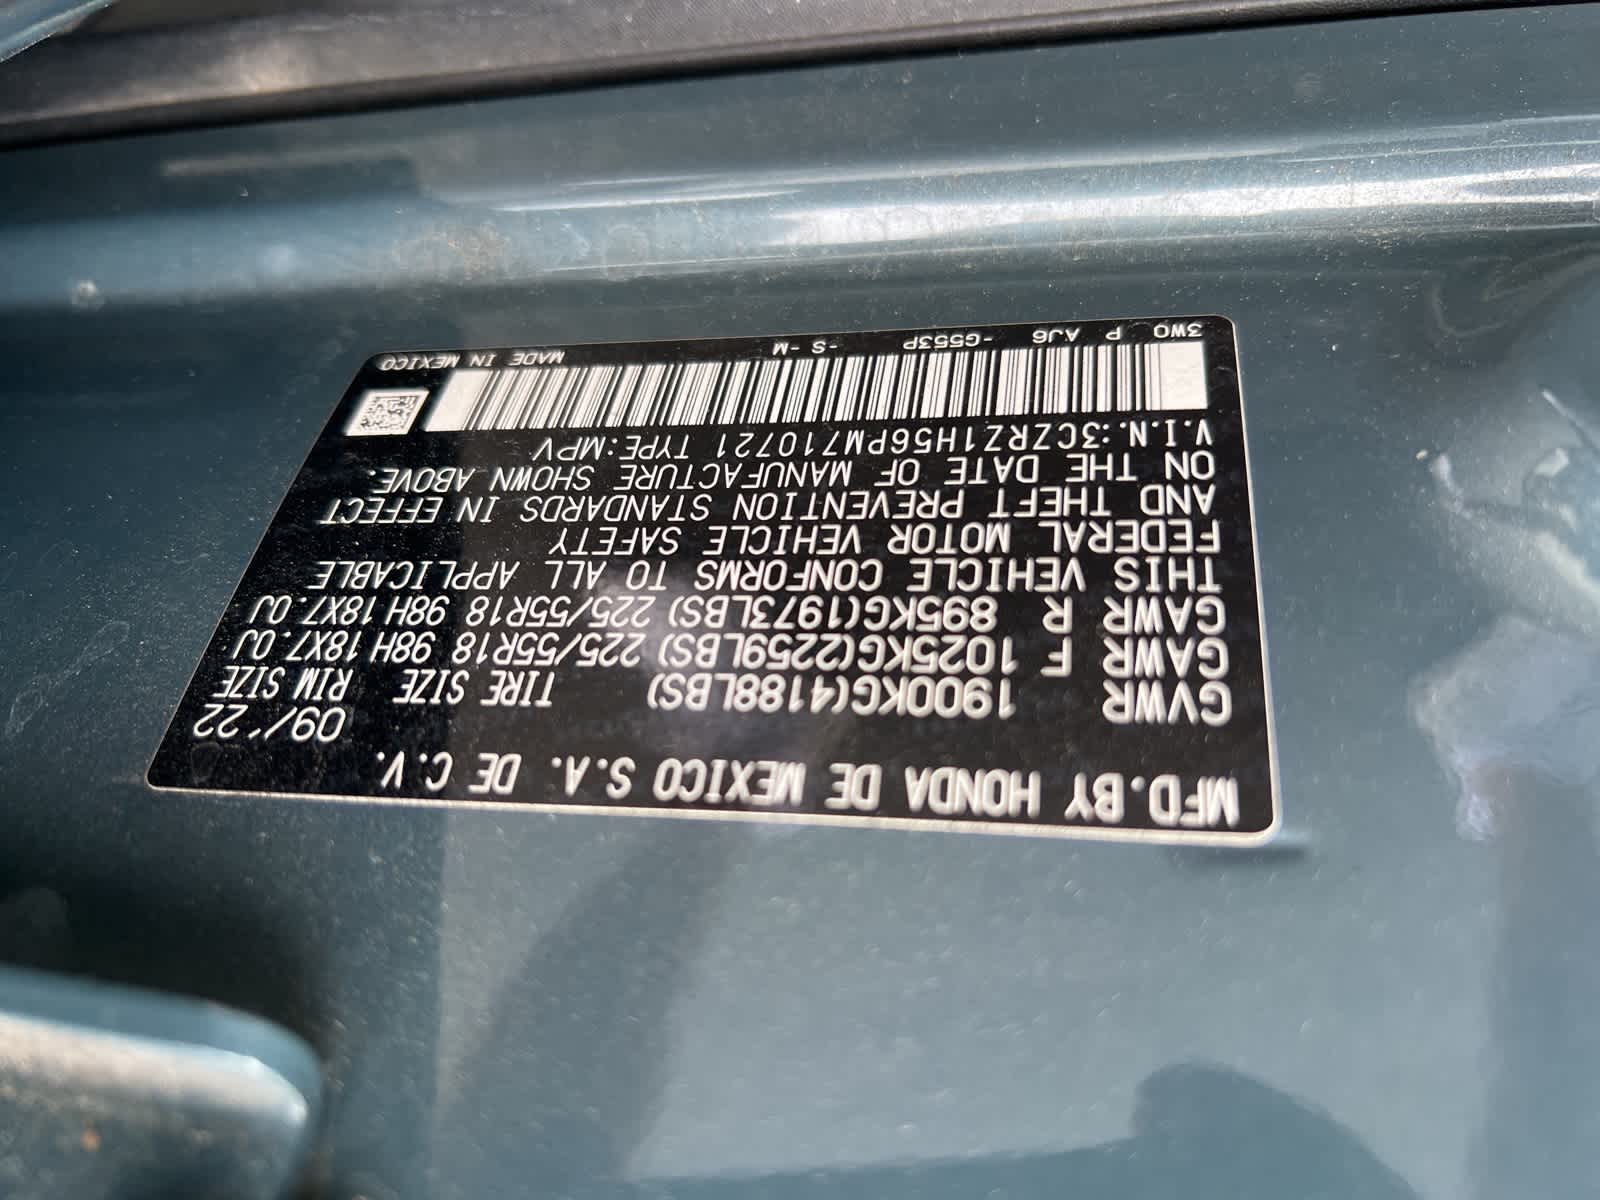 MFD.BY HONDA DE MEXICO S.A. DE C.V.
09/'22
GVWR 1900KG(4188LBS) TIRE SIZE RIM SIZE
GAWR F 1025KG(2259LBS) 225/55R18 98H 18X7.0J
GAWR R 895KG(1973LBS) 225/55R18 98H 18X7.0J
THIS VEHICLE CONFORMS TO ALL APPLICABLE
FEDERAL MOTOR VEHICLE SAFETY
AND THEFT PREVENTION STANDARDS IN EFFECT
ON THE DATE OF MANUFACTURE SHOWN ABOVE.
V.I.N.:3CZRZ1H56PM710721 TYPE:MPV
3W0 P AJ6 -G553P -S -M MADE IN MEXICO